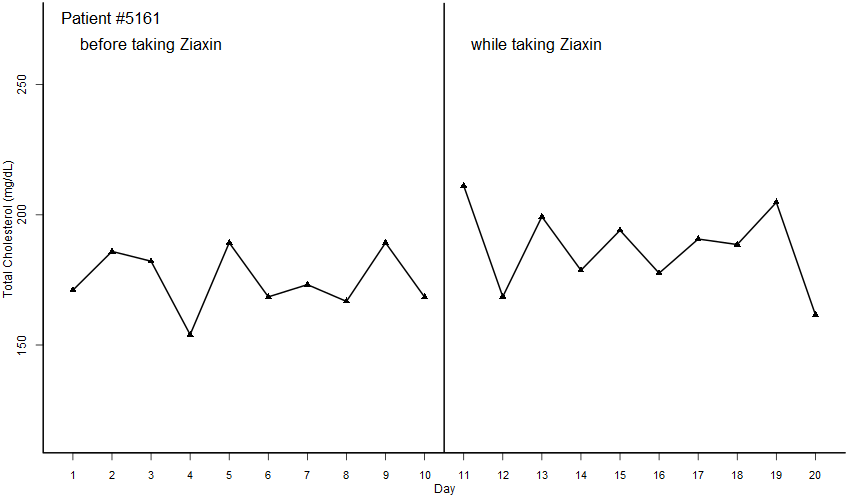 Patient #5161
before taking Ziaxin
while taking Ziaxin
Total Cholesterol (mg/dL)
250
200
150
1 2 3 4 5 6 7 8 9 10 11 12 13 14 15 16 17 18 19 20
Day